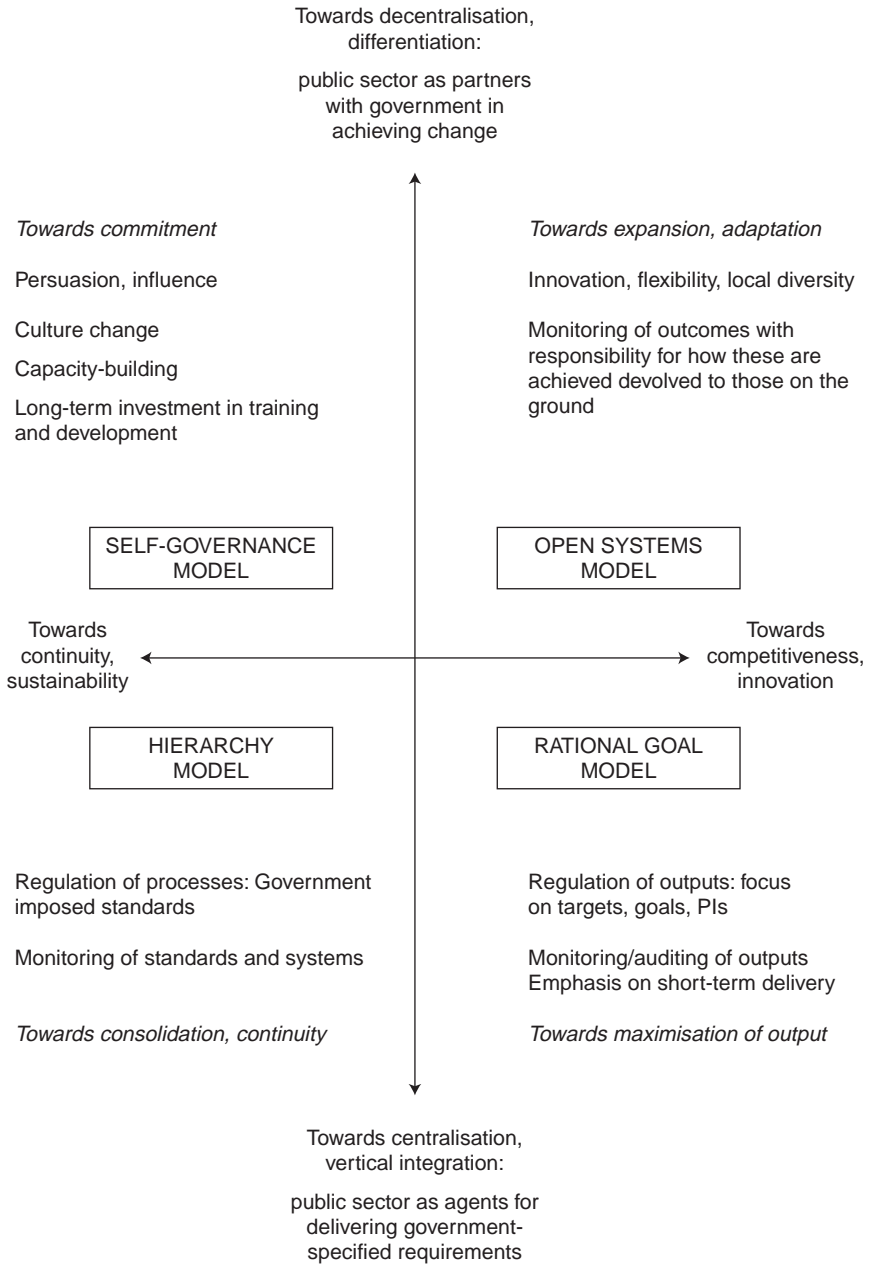 Towards decentralisation,
differentiation:
public sector as partners
with government in
achieving change
Towards commitment
Persuasion, influence
Culture change
Capacity-building
Long-term investment in training
and development
Towards expansion, adaptation
Innovation, flexibility, local diversity
Monitoring of outcomes with
responsibility for how these are
achieved devolved to those on the
ground
SELF-GOVERNANCE
MODEL
OPEN SYSTEMS
MODEL
Towards
continuity,
sustainability
Towards
competitiveness,
innovation
HIERARCHY
MODEL
RATIONAL GOAL
MODEL
Regulation of processes: Government
imposed standards
Monitoring of standards and systems
Towards consolidation, continuity
Regulation of outputs: focus
on targets, goals, PIs
Monitoring/auditing of outputs
Emphasis on short-term delivery
Towards maximisation of output
Towards centralisation,
vertical integration:
public sector as agents for
delivering government-
specified requirements